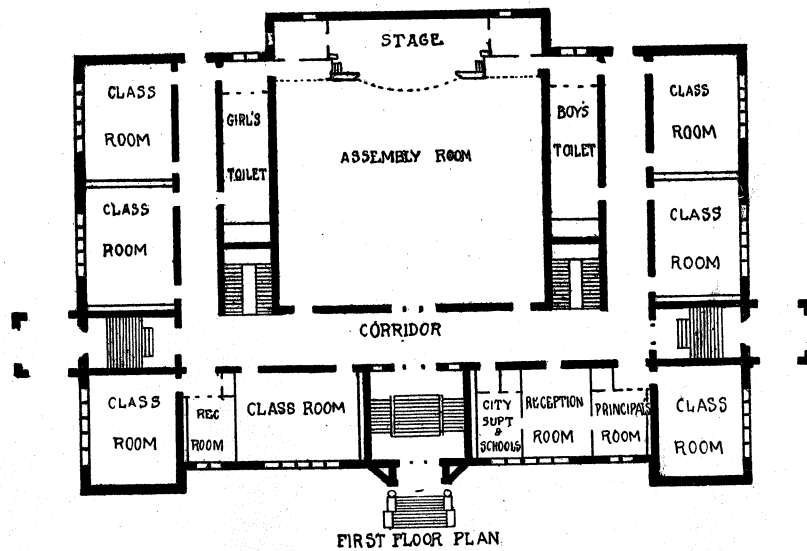 STAGE
CLASS
ROOM
GIRL'S
TOILET
ASSEMBLY ROOM
BOY'S
TOILET
CLASS
ROOM
CLASS
ROOM
CLASS
ROOM
CORRIDOR
CLASS
ROOM
REC
ROOM
CLASS ROOM
CITY
SUPT
&
SCHOOLS
RECEPTION
ROOM
PRINCIPA'S
ROOM
CLASS
ROOM
FIRST FLOOR PLAN